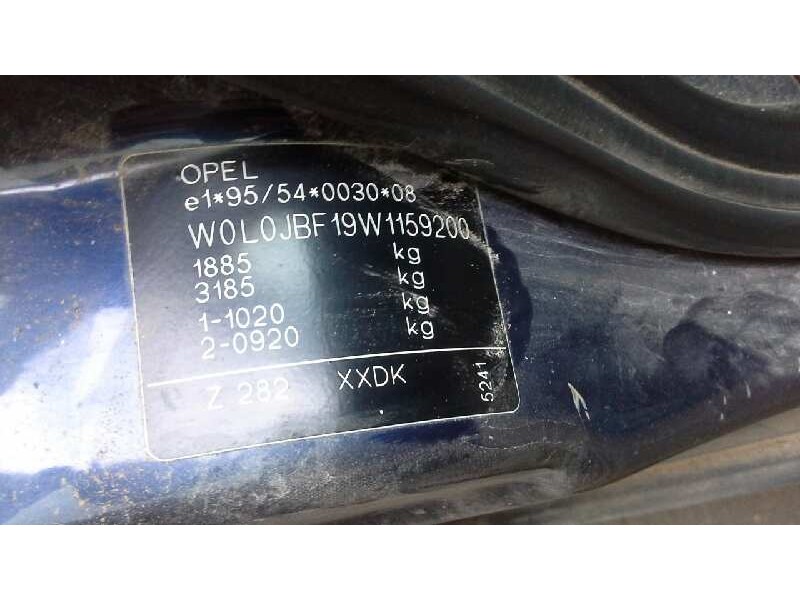 OPEL
e1*95/54*0030*08
W0L0JBF19W1159200
1885 kg
3185 kg
1-1020 kg
2-0920 kg
Z 282 XXDK
5241